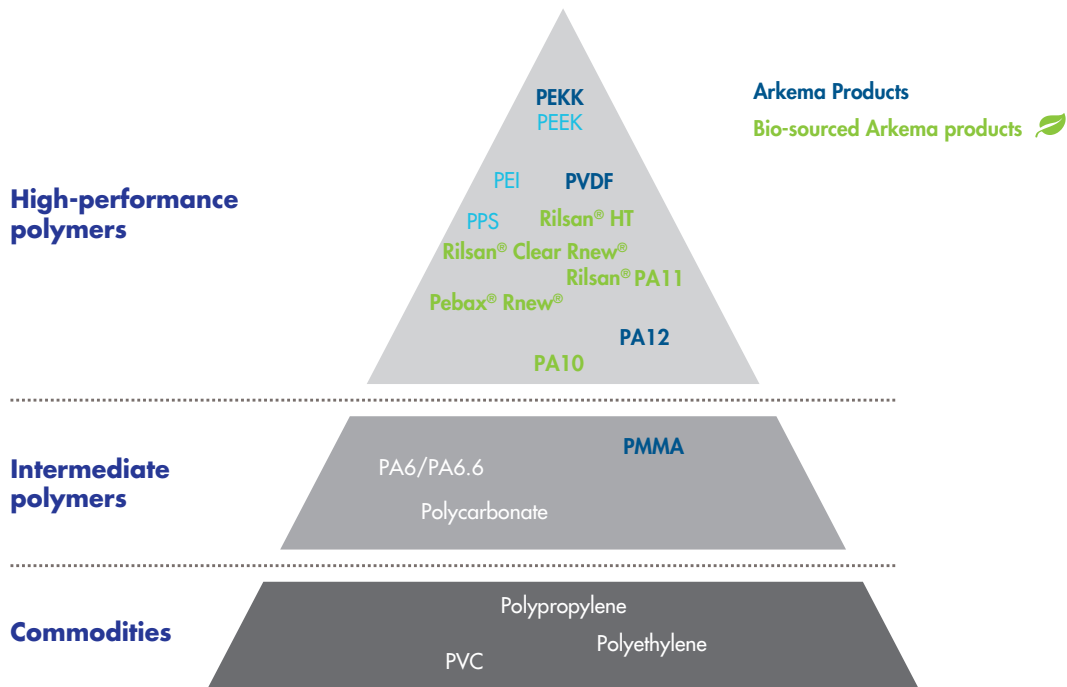 PEKK
PEEK
Arkema Products
Bio-sourced Arkema products
High-performance
polymers
PEI
PVDF
PPS
Rilsan® HT
Rilsan® Clear Rnew®
Rilsan® PA11
Pebax® Rnew®
PA12
PA10
Intermediate
polymers
PMMA
PA6/PA6.6
Polycarbonate
Commodities
Polypropylene
Polyethylene
PVC